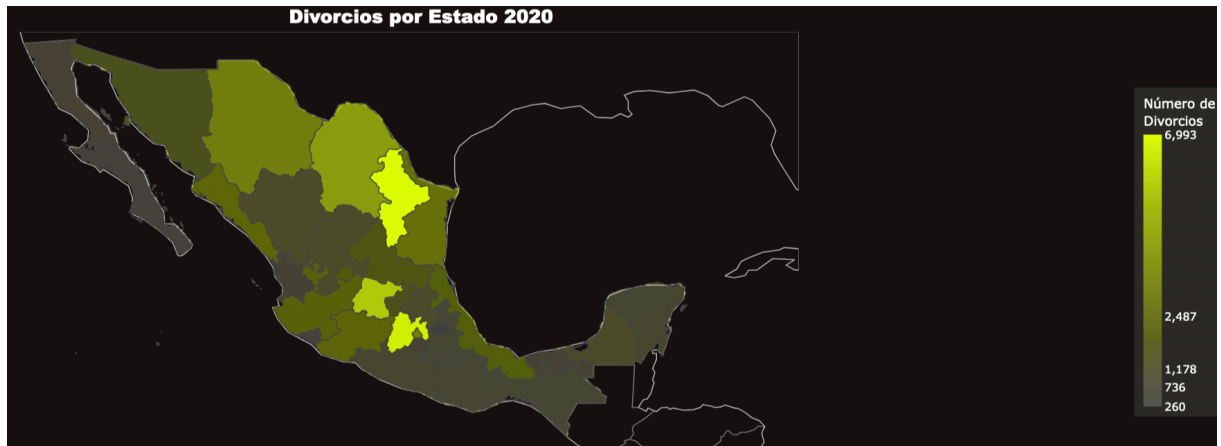 Divorcios por Estado 2020
Número de
Divorcios
6,993
2,487
1,178
736
260